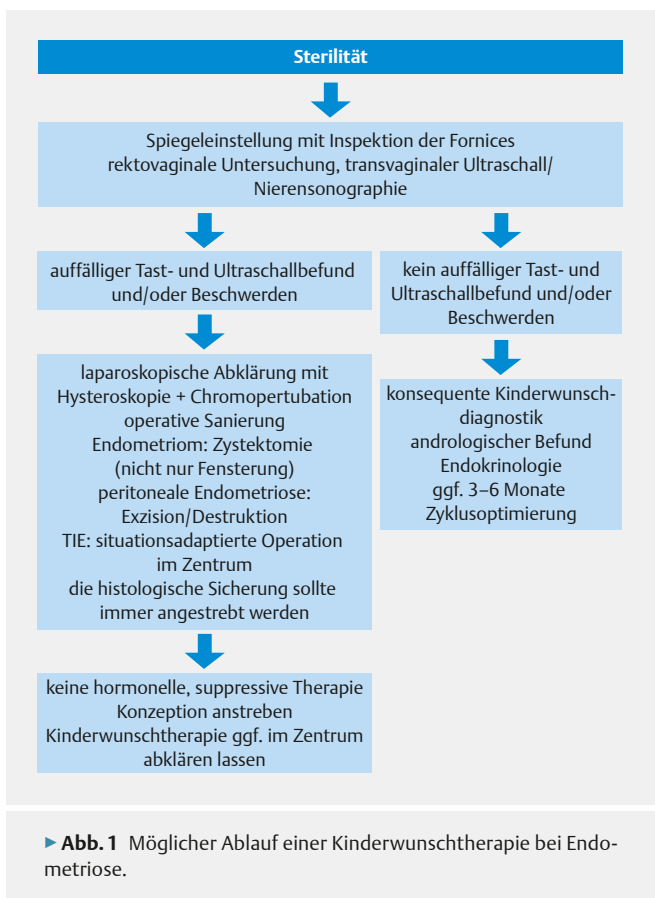 Sterilität
Spiegeleinstellung mit Inspektion der Fornices
rektovaginale Untersuchung, transvaginaler Ultraschall/
Nierensonographie
auffälliger Tast- und Ultraschallbefund
und/oder Beschwerden
kein auffälliger Tast- und
Ultraschallbefund und/oder
Beschwerden
laparoskopische Abklärung mit
Hysteroskopie + Chromopertubation
operative Sanierung
Endometriom: Zystektomie
(nicht nur Fensterung)
peritoneale Endometriose:
Exzision/Destruktion
TIE: situationsadaptierte Operation
im Zentrum
die histologische Sicherung sollte
immer angestrebt werden
konsequente Kinderwunsch-
diagnostik
andrologischer Befund
Endokrinologie
ggf. 3–6 Monate
Zyklusoptimierung
keine hormonelle, suppressive Therapie
Konzeption anstreben
Kinderwunschtherapie ggf. im Zentrum
abklären lassen
▶ Abb. 1 Möglicher Ablauf einer Kinderwunschtherapie bei Endo-
metriose.